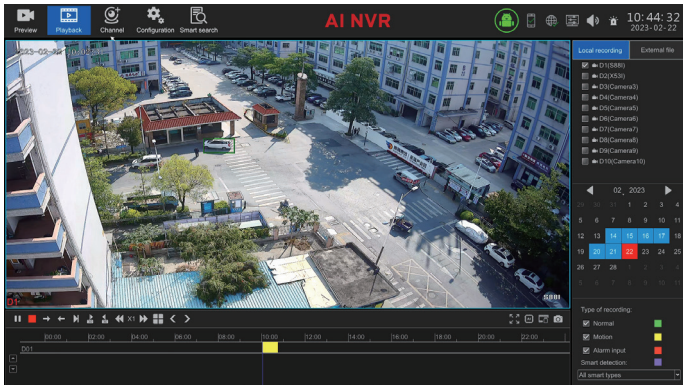 AI NVR
10:44:32
2023-02-22
Preview
Playback
Channel
Configuration
Smart search
Local recording
External file
D1(S88I)
D2(X53I)
D3(Camera3)
D4(Camera4)
D5(Camera5)
D6(Camera6)
D7(Camera7)
D8(Camera8)
D9(Camera9)
D10(Camera10)
02 2023
29 30 31 1 2 3 4
5 6 7 8 9 10 11
12 13 14 15 16 17 18
19 20 21 22 23 24 25
26 27 28 1 2 3 4
5 6 7 8 9 10 11
D1
S88I
X1
00:00 02:00 04:00 06:00 08:00 10:00 12:00 14:00 16:00 18:00 20:00 22:00
D01
Type of recording:
Normal
Motion
Alarm input
Smart detection:
All smart types